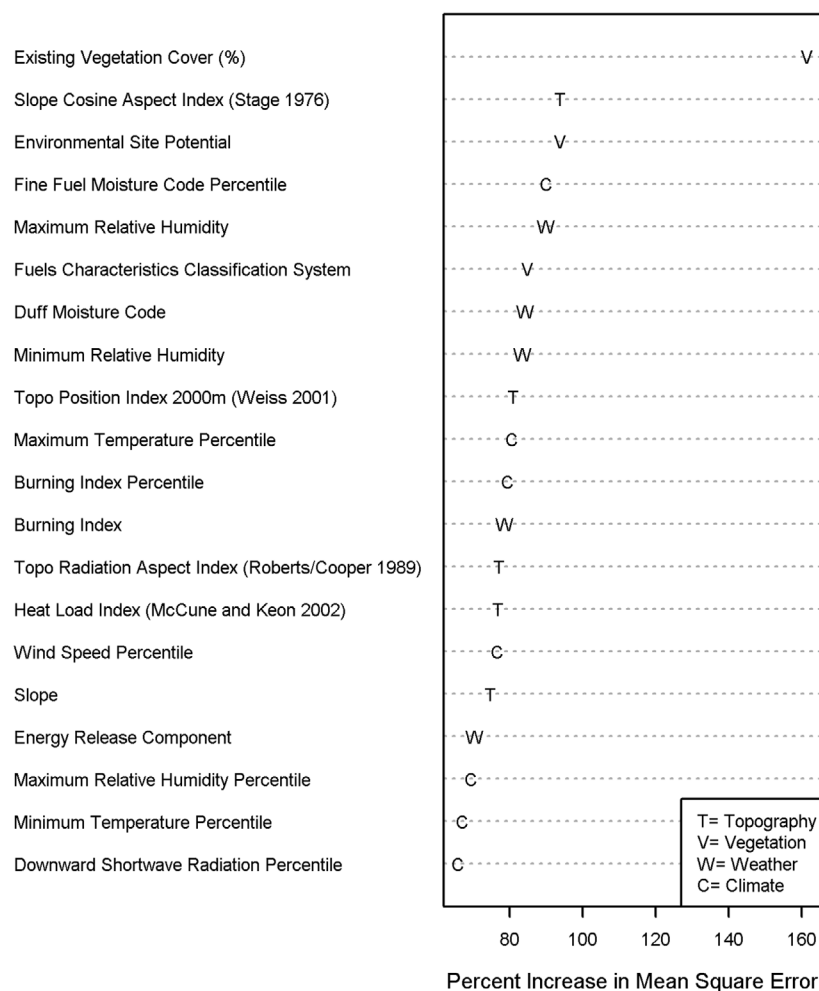 Existing Vegetation Cover (%) V
Slope Cosine Aspect Index (Stage 1976) T
Environmental Site Potential V
Fine Fuel Moisture Code Percentile C
Maximum Relative Humidity W
Fuels Characteristics Classification System V
Duff Moisture Code W
Minimum Relative Humidity W
Topo Position Index 2000m (Weiss 2001) T
Maximum Temperature Percentile C
Burning Index Percentile C
Burning Index W
Topo Radiation Aspect Index (Roberts/Cooper 1989) T
Heat Load Index (McCune and Keon 2002) T
Wind Speed Percentile C
Slope T
Energy Release Component W
Maximum Relative Humidity Percentile C
Minimum Temperature Percentile C
Downward Shortwave Radiation Percentile C
T= Topography
V= Vegetation
W= Weather
C= Climate
80 100 120 140 160
Percent Increase in Mean Square Error